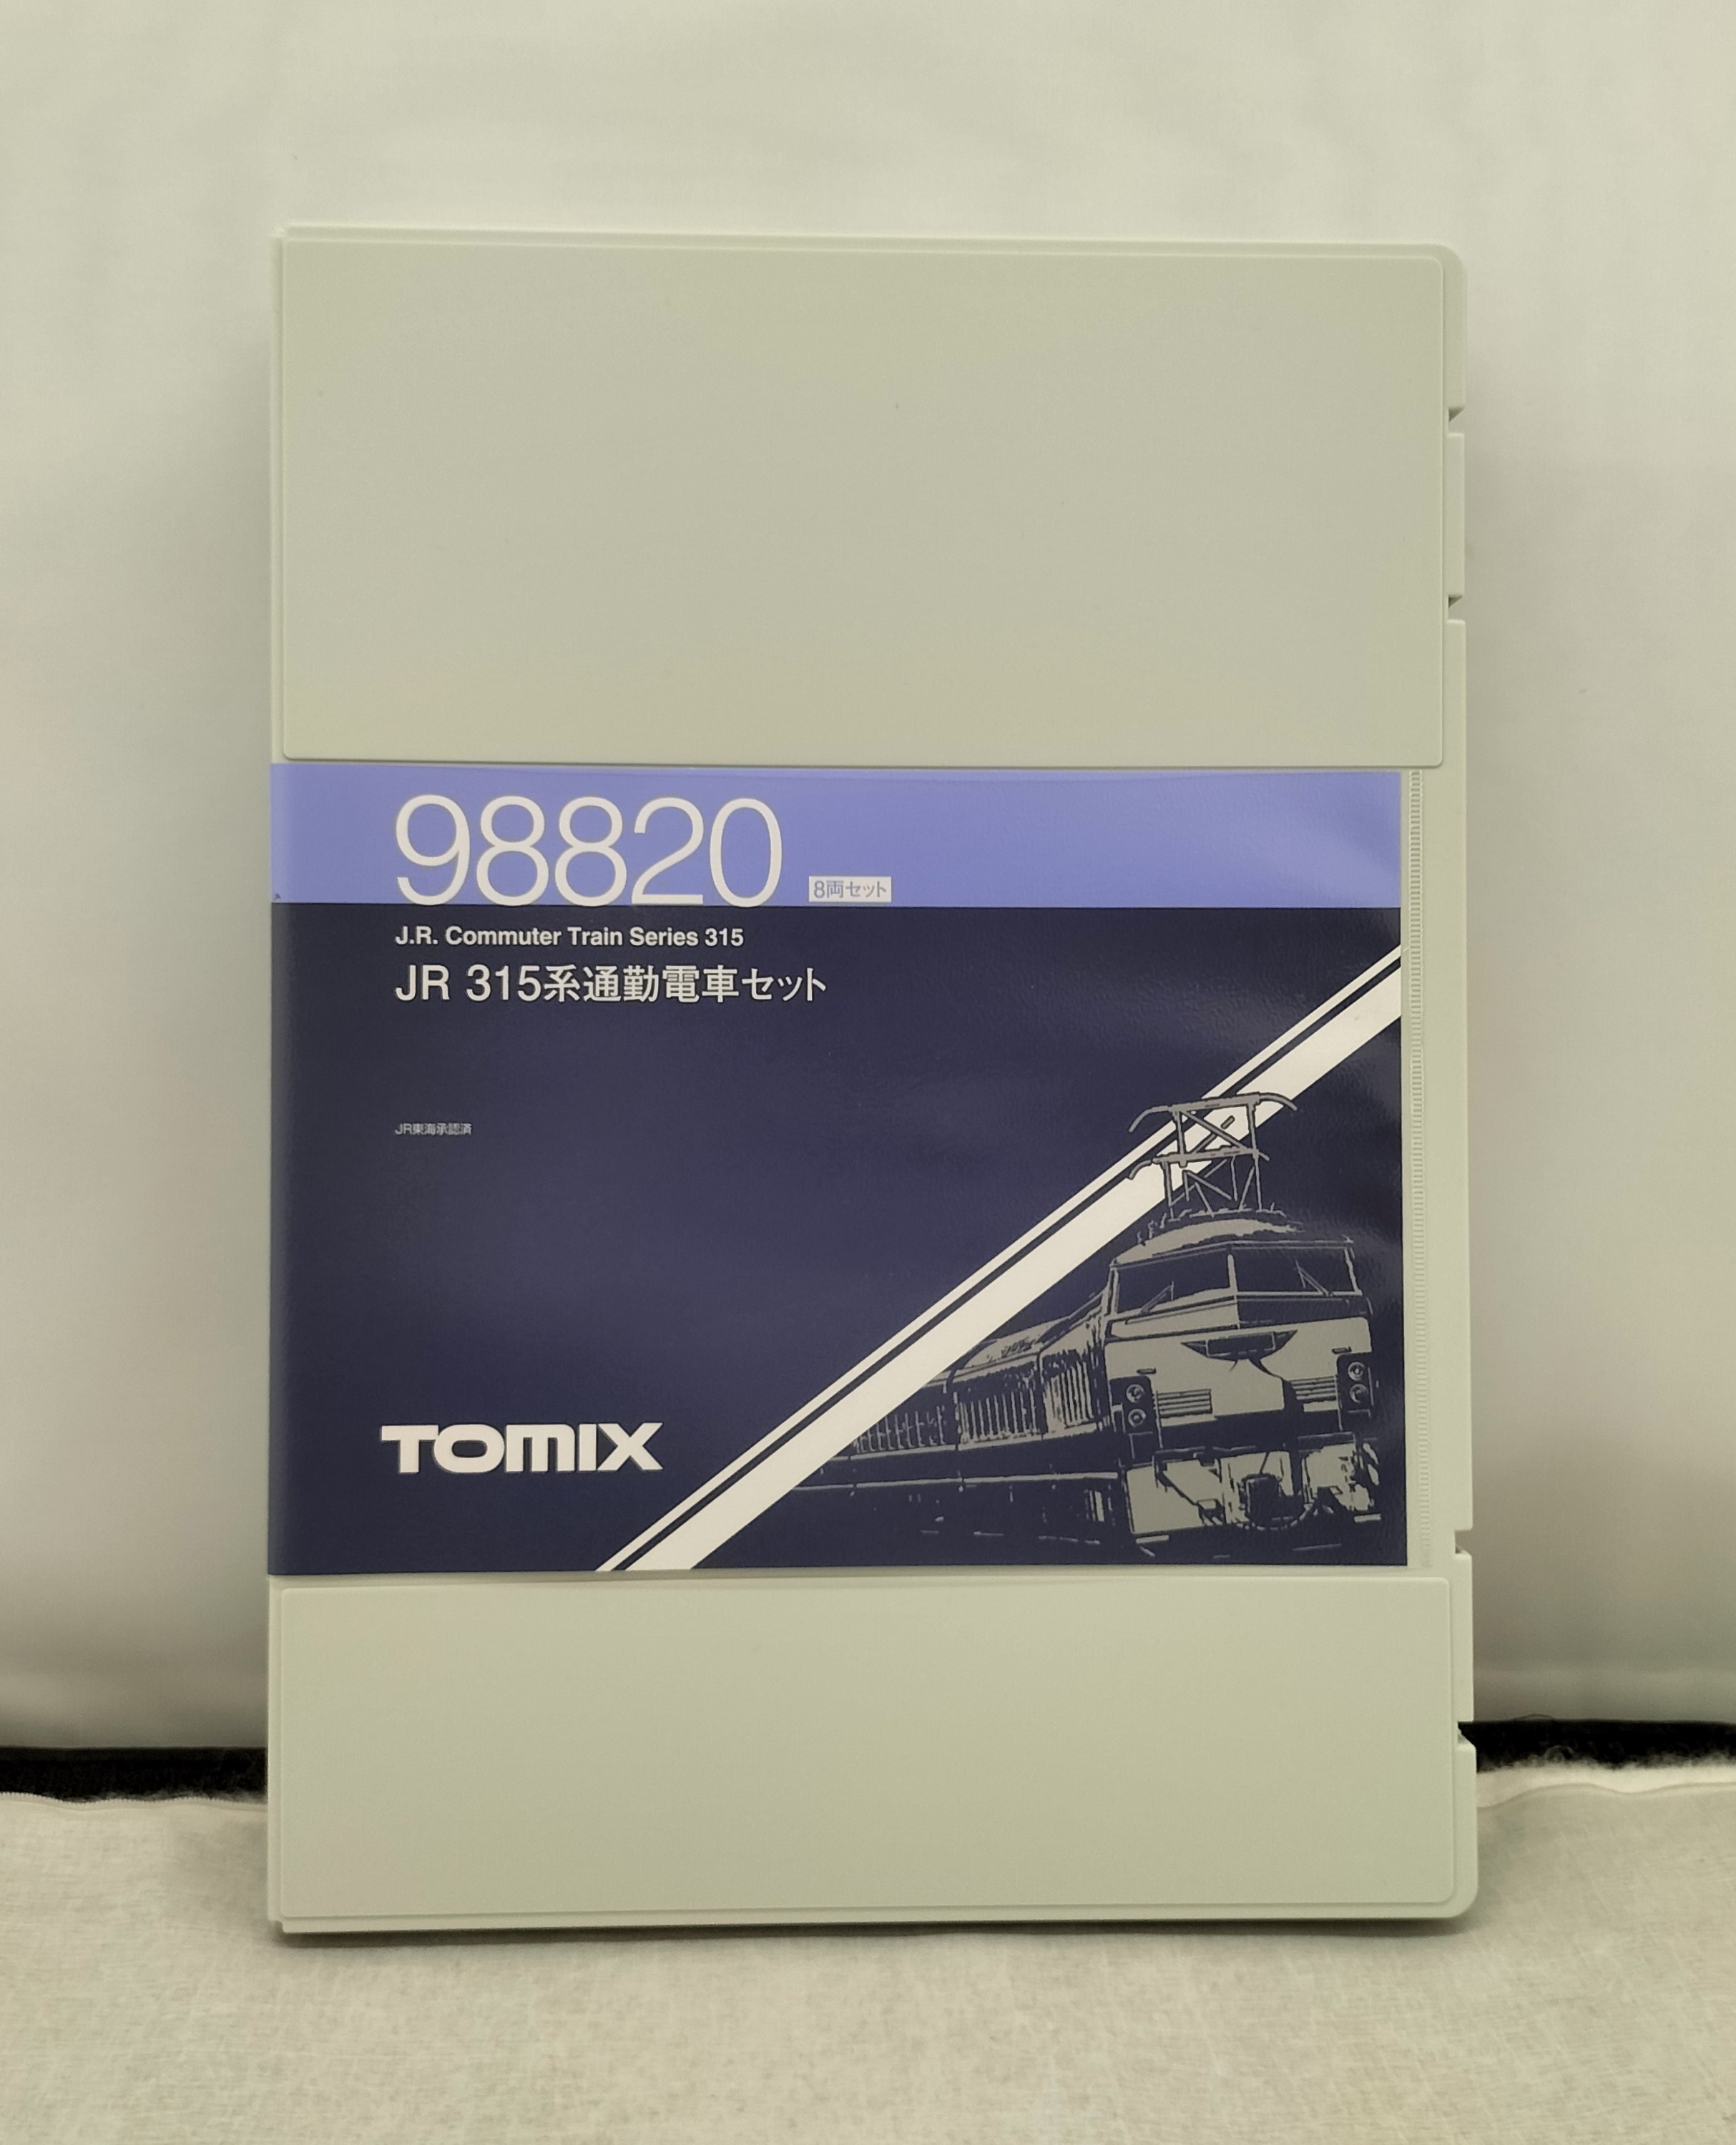 98820
8両セット
J.R. Commuter Train Series 315
JR 315系通勤電車セット
JR東海承認済
TOMIX